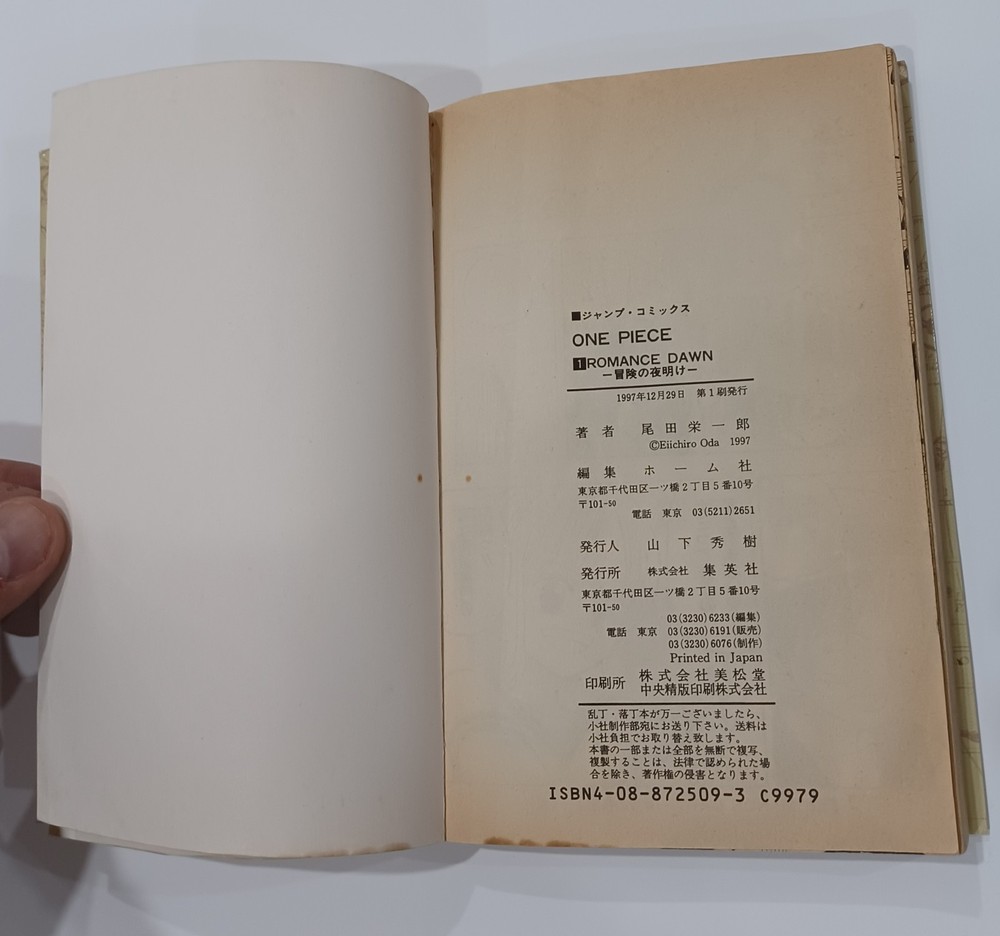 ■ジャンプ・コミックス
ONE PIECE
1 ROMANCE DAWN
ー冒険の夜明けー
1997年12月29日 第1刷発行
著者 尾田栄一郎
©Eiichiro Oda 1997
編集 ホーム社
東京都千代田区一ツ橋2丁目5番10号
〒101-50
電話 東京 03(5211)2651
発行人 山下秀樹
発行所 株式会社 集英社
東京都千代田区一ツ橋2丁目5番10号
〒101-50
03(3230)6233(編集)
電話 東京 03(3230)6191(販売)
03(3230)6076(制作)
Printed in Japan
印刷所 株式会社美松堂
中央精版印刷株式会社
乱丁・落丁本が万一ございましたら、
小社制作部宛にお送り下さい。送料は
小社負担でお取り替え致します。
本書の一部または全部を無断で複写、
複製することは、法律で認められた場
合を除き、著作権の侵害となります。
ISBN4-08-872509-3 C9979